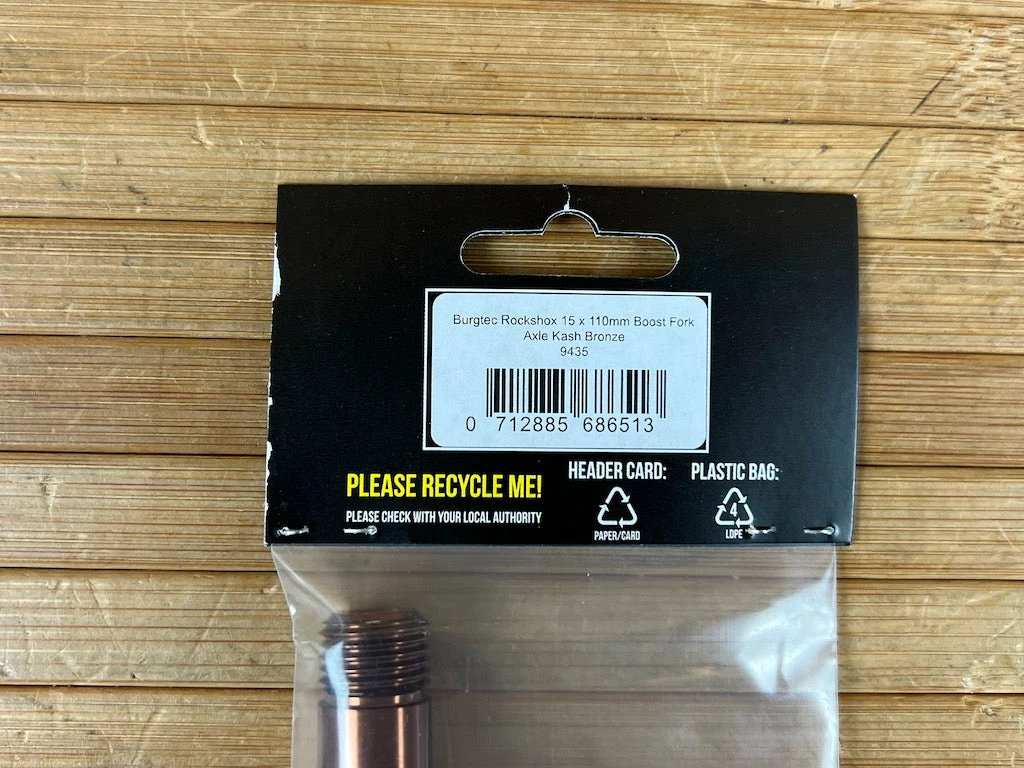 Burgtec Rockshox 15 x 110mm Boost Fork
Axle Kash Bronze
9435
0 712885 686513
PLEASE RECYCLE ME!
PLEASE CHECK WITH YOUR LOCAL AUTHORITY
HEADER CARD:
PAPER/CARD
PLASTIC BAG:
4
LDPE